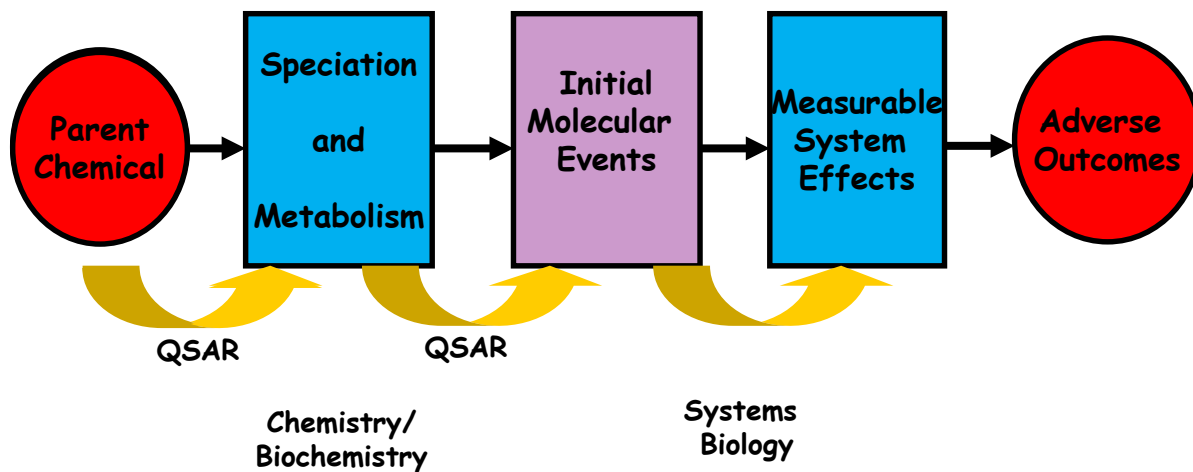 Parent
Chemical
Speciation
and
Metabolism
Initial
Molecular
Events
Measurable
System
Effects
Adverse
Outcomes
QSAR
QSAR
Chemistry/
Biochemistry
Systems
Biology